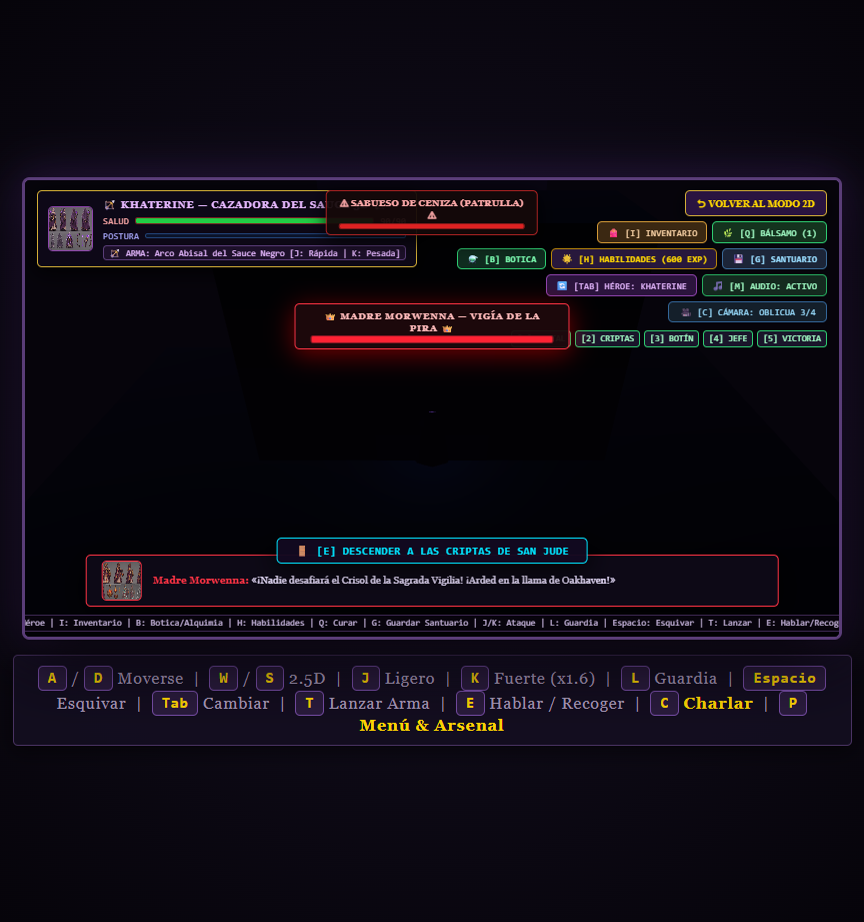 KHATERINE — CAZADORA DEL SA
SALUD
POSTURA
ARMA: Arco Abisal del Sauce Negro [J: Rápida | K: Pesada]
SABUESO DE CENIZA (PATRULLA)
VOLVER AL MODO 2D
[I] INVENTARIO
[Q] BÁLSAMO (1)
[B] BOTICA
[H] HABILIDADES (600 EXP)
[G] SANTUARIO
[TAB] HÉROE: KHATERINE
[M] AUDIO: ACTIVO
[C] CÁMARA: OBLICUA 3/4
MADRE MORWENNA — VIGÍA DE LA
PIRA
[2] CRIPTAS
[3] BOTÍN
[4] JEFE
[5] VICTORIA
[E] DESCENDER A LAS CRIPTAS DE SAN JUDE
Madre Morwenna: «¡Nadie desafiará el Crisol de la Sagrada Vigilia! ¡Arded en la llama de Oakhaven!»
éroe | I: Inventario | B: Botica/Alquimia | H: Habilidades | Q: Curar | G: Guardar Santuario | J/K: Ataque | L: Guardia | Espacio: Esquivar | T: Lanzar | E: Hablar/Recog
A / D Moverse | W / S 2.5D | J Ligero | K Fuerte (x1.6) | L Guardia | Espacio
Esquivar | Tab Cambiar | T Lanzar Arma | E Hablar / Recoger | C Charlar | P
Menú & Arsenal